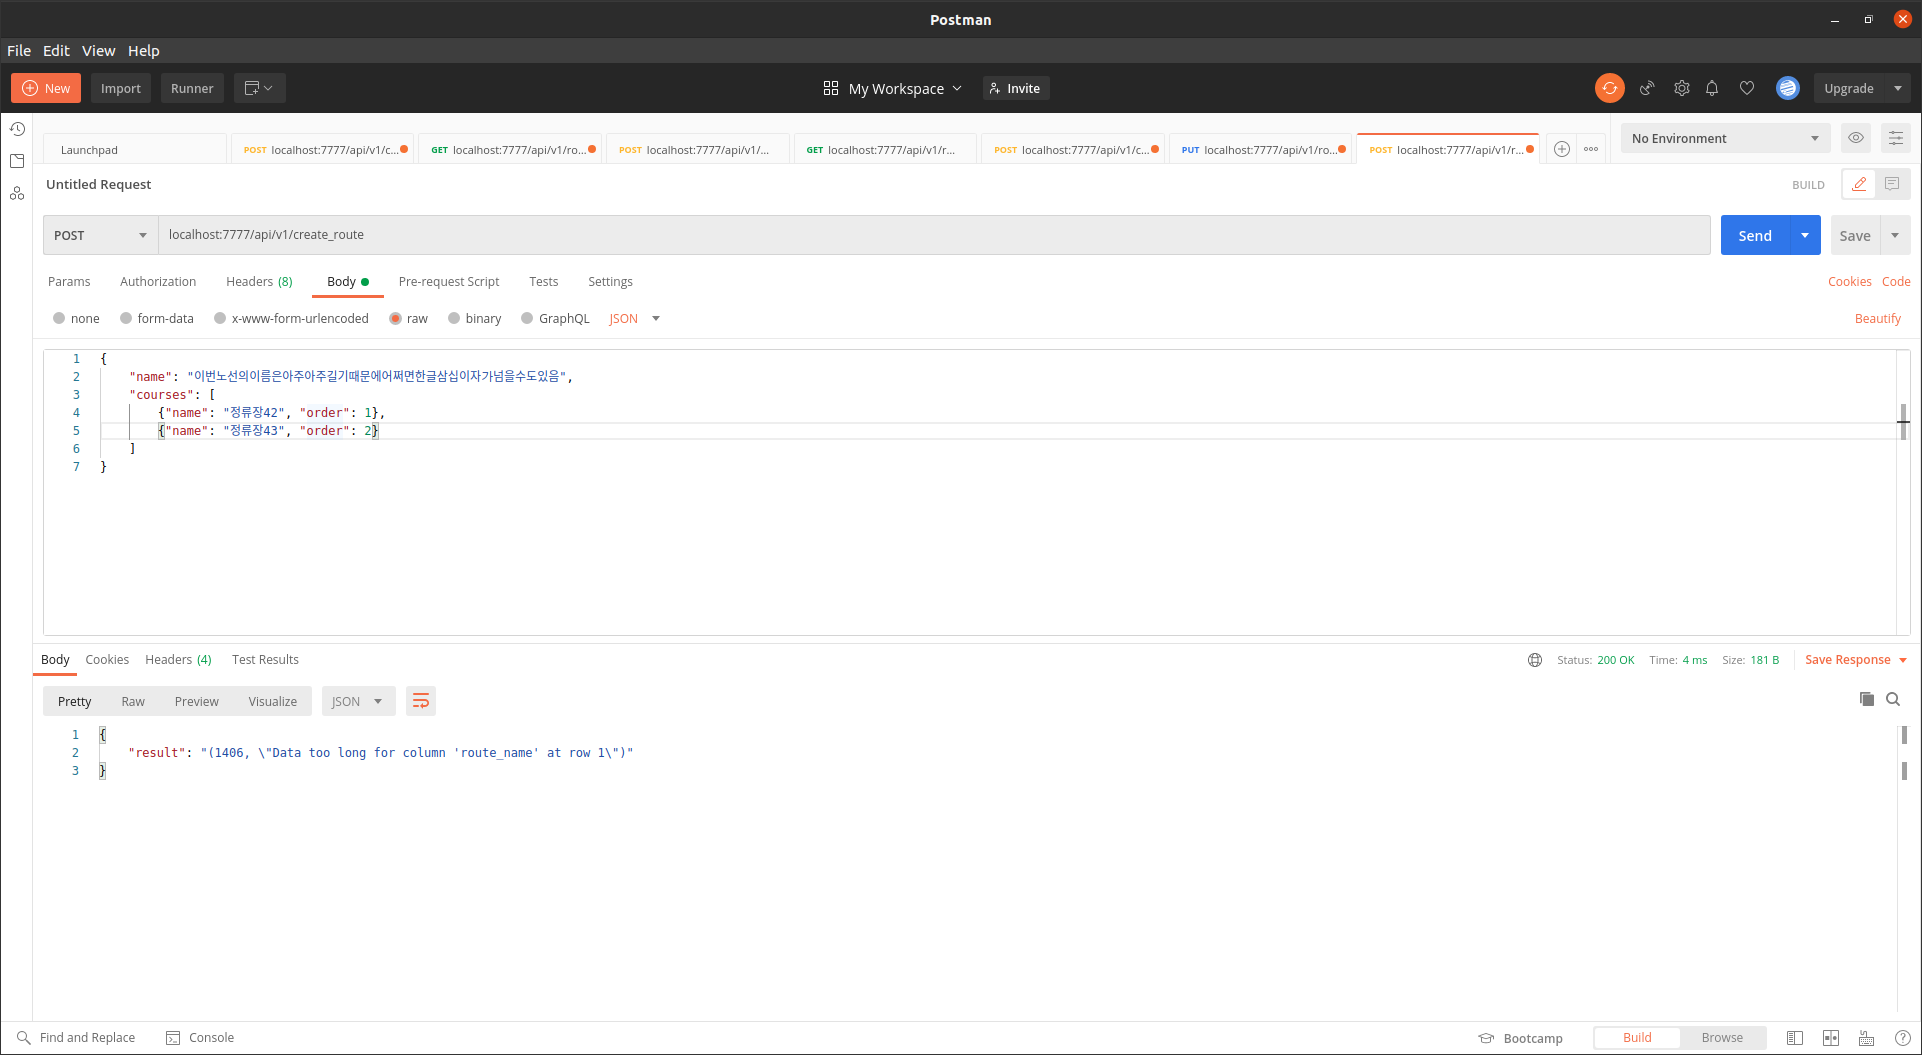 Postman
File Edit View Help
New Import Runner My Workspace Invite Upgrade
Launchpad
POST localhost:7777/api/v1/c...
GET localhost:7777/api/v1/ro...
POST localhost:7777/api/v1/...
GET localhost:7777/api/v1/r...
POST localhost:7777/api/v1/c...
PUT localhost:7777/api/v1/ro...
POST localhost:7777/api/v1/r...
No Environment
Untitled Request
BUILD
POST localhost:7777/api/v1/create_route Send Save
Params Authorization Headers (8) Body Pre-request Script Tests Settings Cookies Code
none form-data x-www-form-urlencoded raw binary GraphQL JSON Beautify
1 {
2 "name": "이번노선의이름은아주아주길기때문에어쩌면한글삼십이자가넘을수도있음",
3 "courses": [
4 {"name": "정류장42", "order": 1},
5 {"name": "정류장43", "order": 2}
6 ]
7 }
Body Cookies Headers (4) Test Results Status: 200 OK Time: 4 ms Size: 181 B Save Response
Pretty Raw Preview Visualize JSON
1 {
2 "result": "(1406, \"Data too long for column 'route_name' at row 1\")"
3 }
Find and Replace Console Bootcamp Build Browse